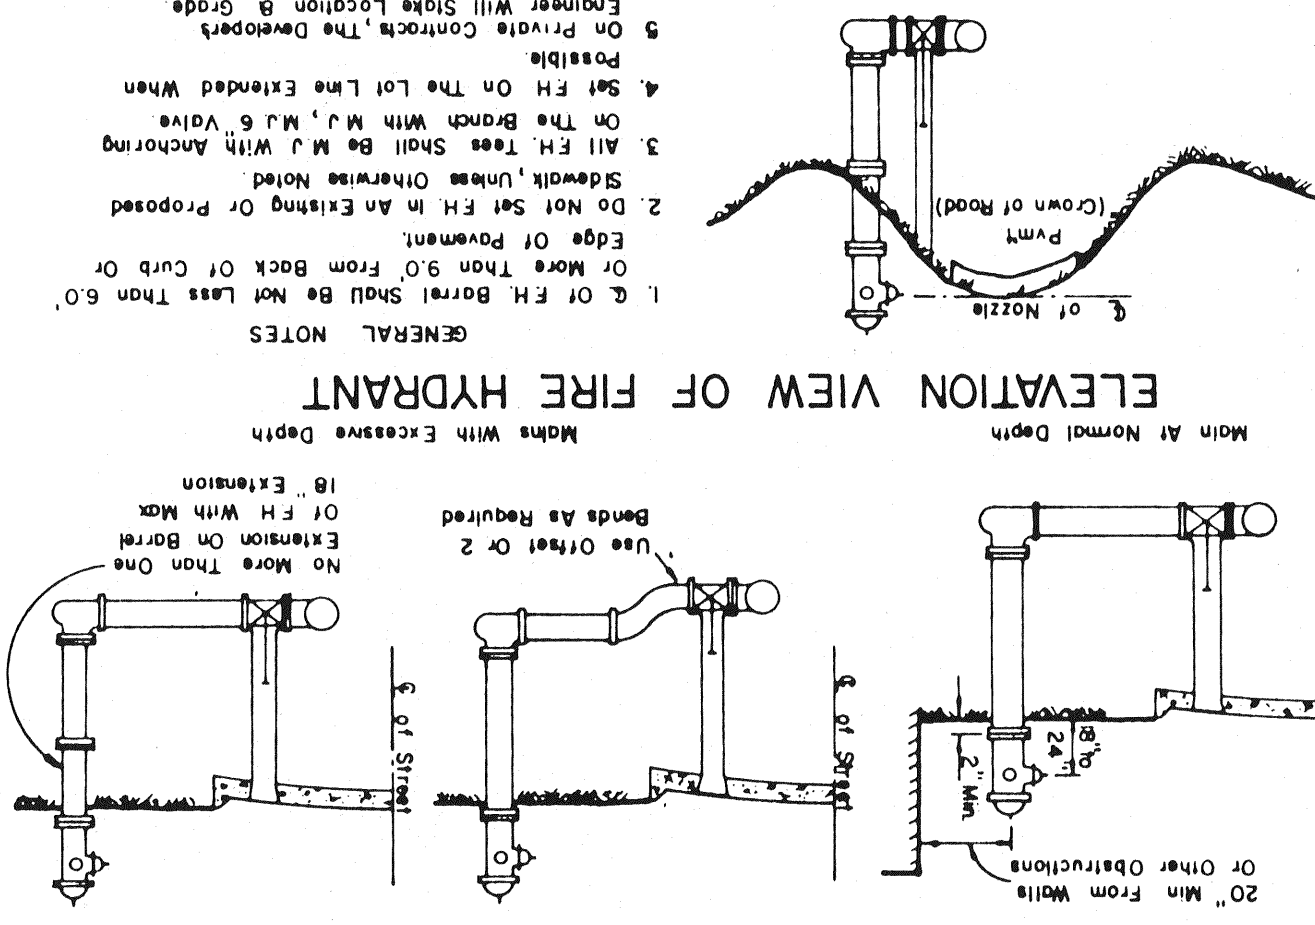 20" Min From Walls
Or Other Obstructions
2" Min.
18" to
24"
℄ of Street
℄ of Street
Use Offset Or 2
Bends As Required
No More Than One
Extension On Barrel
Of F.H With Max
18" Extension
Main At Normal Depth
Mains With Excessive Depth
ELEVATION VIEW OF FIRE HYDRANT
℄ of Nozzle
Pvm't
(Crown of Road)
GENERAL NOTES
1. ℄ Of F.H. Barrel Shall Be Not Less Than 6.0'
Or More Than 9.0' From Back Of Curb Or
Edge Of Pavement.
2. Do Not Set F.H. In An Existing Or Proposed
Sidewalk, Unless Otherwise Noted.
3. All F.H. Tees Shall Be M.J. With Anchoring
On The Branch With M.J., M.J. 6" Valve.
4. Set F.H. On The Lot Line Extended When
Possible.
5 On Private Contracts, The Developers
Engineer Will Stake Location & Grade.